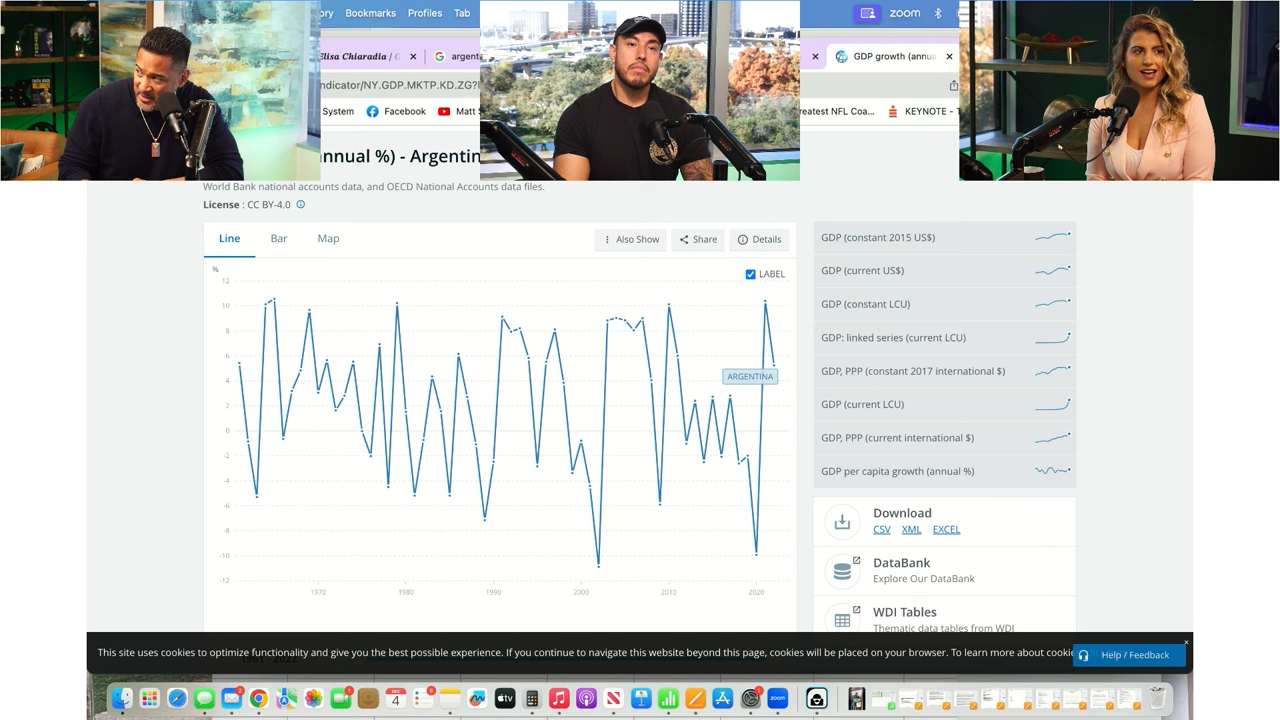 ory Bookmarks Profiles Tab
zoom
Elisa Chiaradia / G
argent
GDP growth (annua
ndicator/NY.GDP.MKTP.KD.ZG?l
System Facebook Matt S
reatest NFL Coa... KEYNOTE - T
nnual %) - Argentin
World Bank national accounts data, and OECD National Accounts data files.
License : CC BY-4.0
Line Bar Map
Also Show Share Details
%
LABEL
12
10
8
6
4
2
0
-2
-4
-6
-8
-10
-12
ARGENTINA
1970 1980 1990 2000 2010 2020
GDP (constant 2015 US$)
GDP (current US$)
GDP (constant LCU)
GDP: linked series (current LCU)
GDP, PPP (constant 2017 international $)
GDP (current LCU)
GDP, PPP (current international $)
GDP per capita growth (annual %)
Download
CSV XML EXCEL
DataBank
Explore Our DataBank
WDI Tables
Thematic data tables from WDI
This site uses cookies to optimize functionality and give you the best possible experience. If you continue to navigate this website beyond this page, cookies will be placed on your browser. To learn more about cookie
Help / Feedback
1961 - 2022
DEC
4
tv
zoom